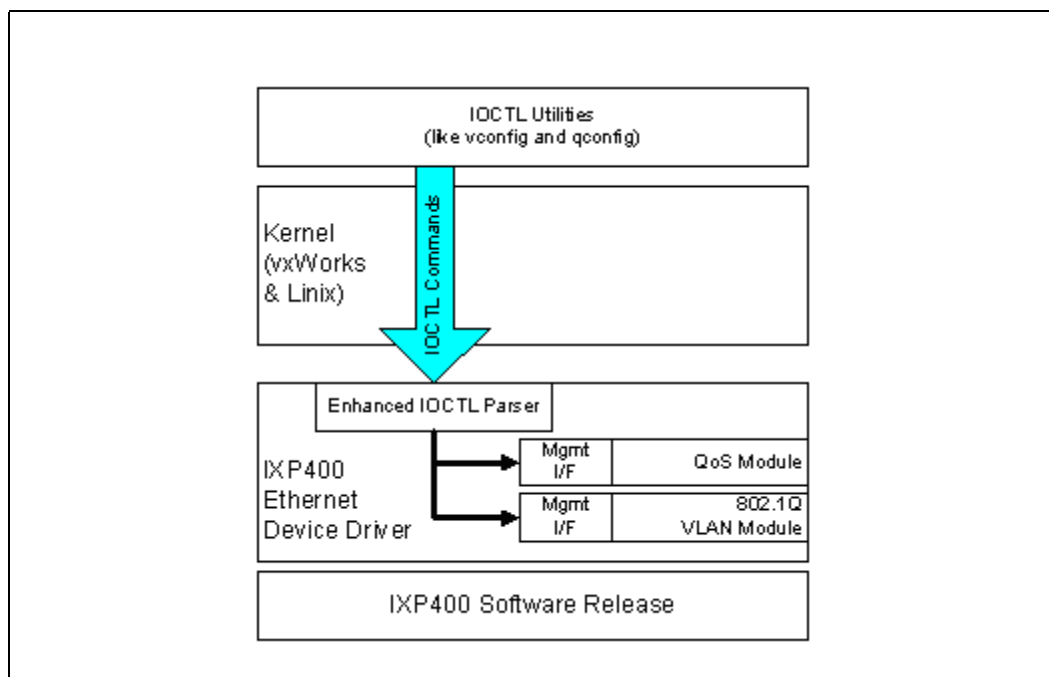 IOCTL Utilities
(like vconfig and qconfig)
IOCTL Commands
Kernel
(vxWorks
& Linix)
Enhanced IOCTL Parser
IXP400
Ethernet
Device Driver
Mgmt
I/F
QoS Module
Mgmt
I/F
802.1Q
VLAN Module
IXP400 Software Release